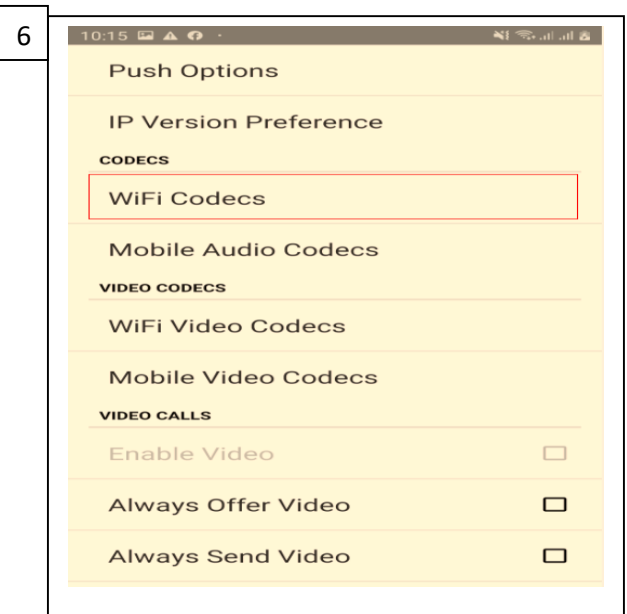 6
10:15
Push Options
IP Version Preference
CODECS
WiFi Codecs
Mobile Audio Codecs
VIDEO CODECS
WiFi Video Codecs
Mobile Video Codecs
VIDEO CALLS
Enable Video
Always Offer Video
Always Send Video